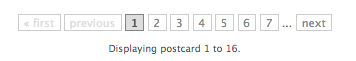 « first previous 1 2 3 4 5 6 7 ... next
Displaying postcard 1 to 16.